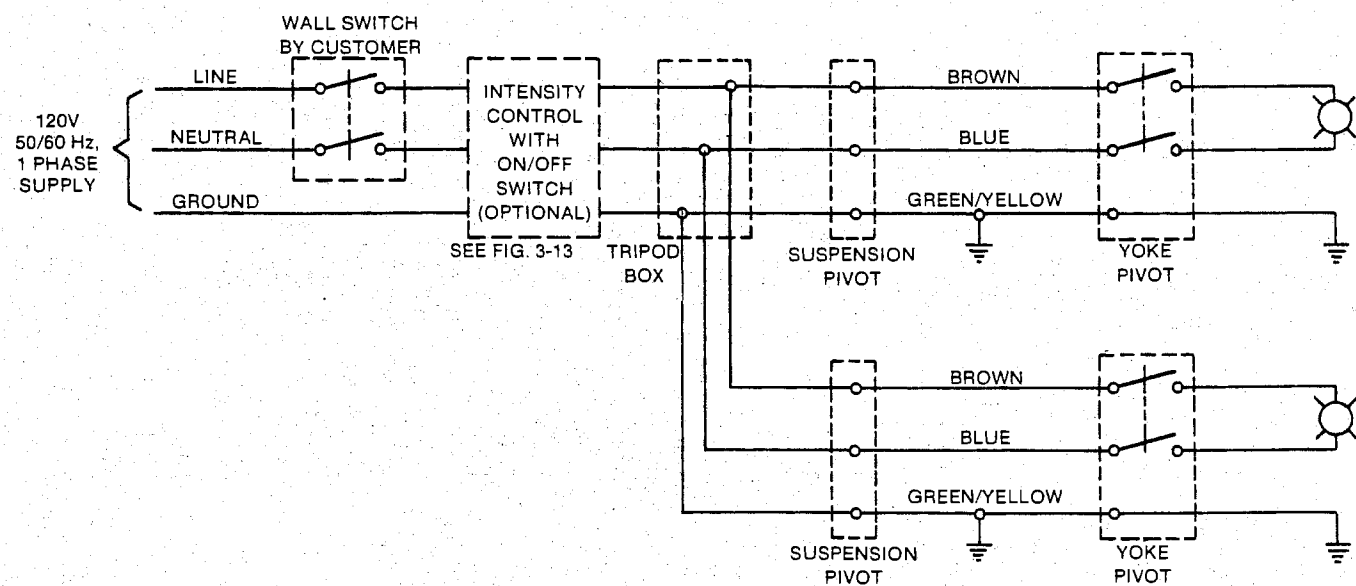 WALL SWITCH
BY CUSTOMER
LINE
NEUTRAL
GROUND
120V
50/60 Hz,
1 PHASE
SUPPLY
INTENSITY
CONTROL
WITH
ON/OFF
SWITCH
(OPTIONAL)
SEE FIG. 3-13
TRIPOD
BOX
SUSPENSION
PIVOT
BROWN
BLUE
GREEN/YELLOW
YOKE
PIVOT
BROWN
BLUE
GREEN/YELLOW
SUSPENSION
PIVOT
YOKE
PIVOT